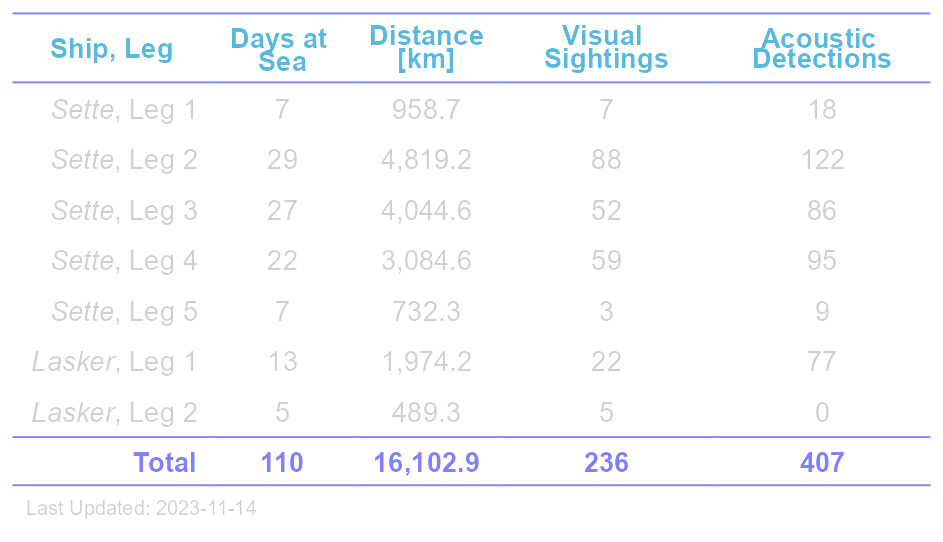 Ship, Leg Days at Sea Distance [km] Visual Sightings Acoustic Detections
Sette, Leg 1 7 958.7 7 18
Sette, Leg 2 29 4,819.2 88 122
Sette, Leg 3 27 4,044.6 52 86
Sette, Leg 4 22 3,084.6 59 95
Sette, Leg 5 7 732.3 3 9
Lasker, Leg 1 13 1,974.2 22 77
Lasker, Leg 2 5 489.3 5 0
Total 110 16,102.9 236 407
Last Updated: 2023-11-14